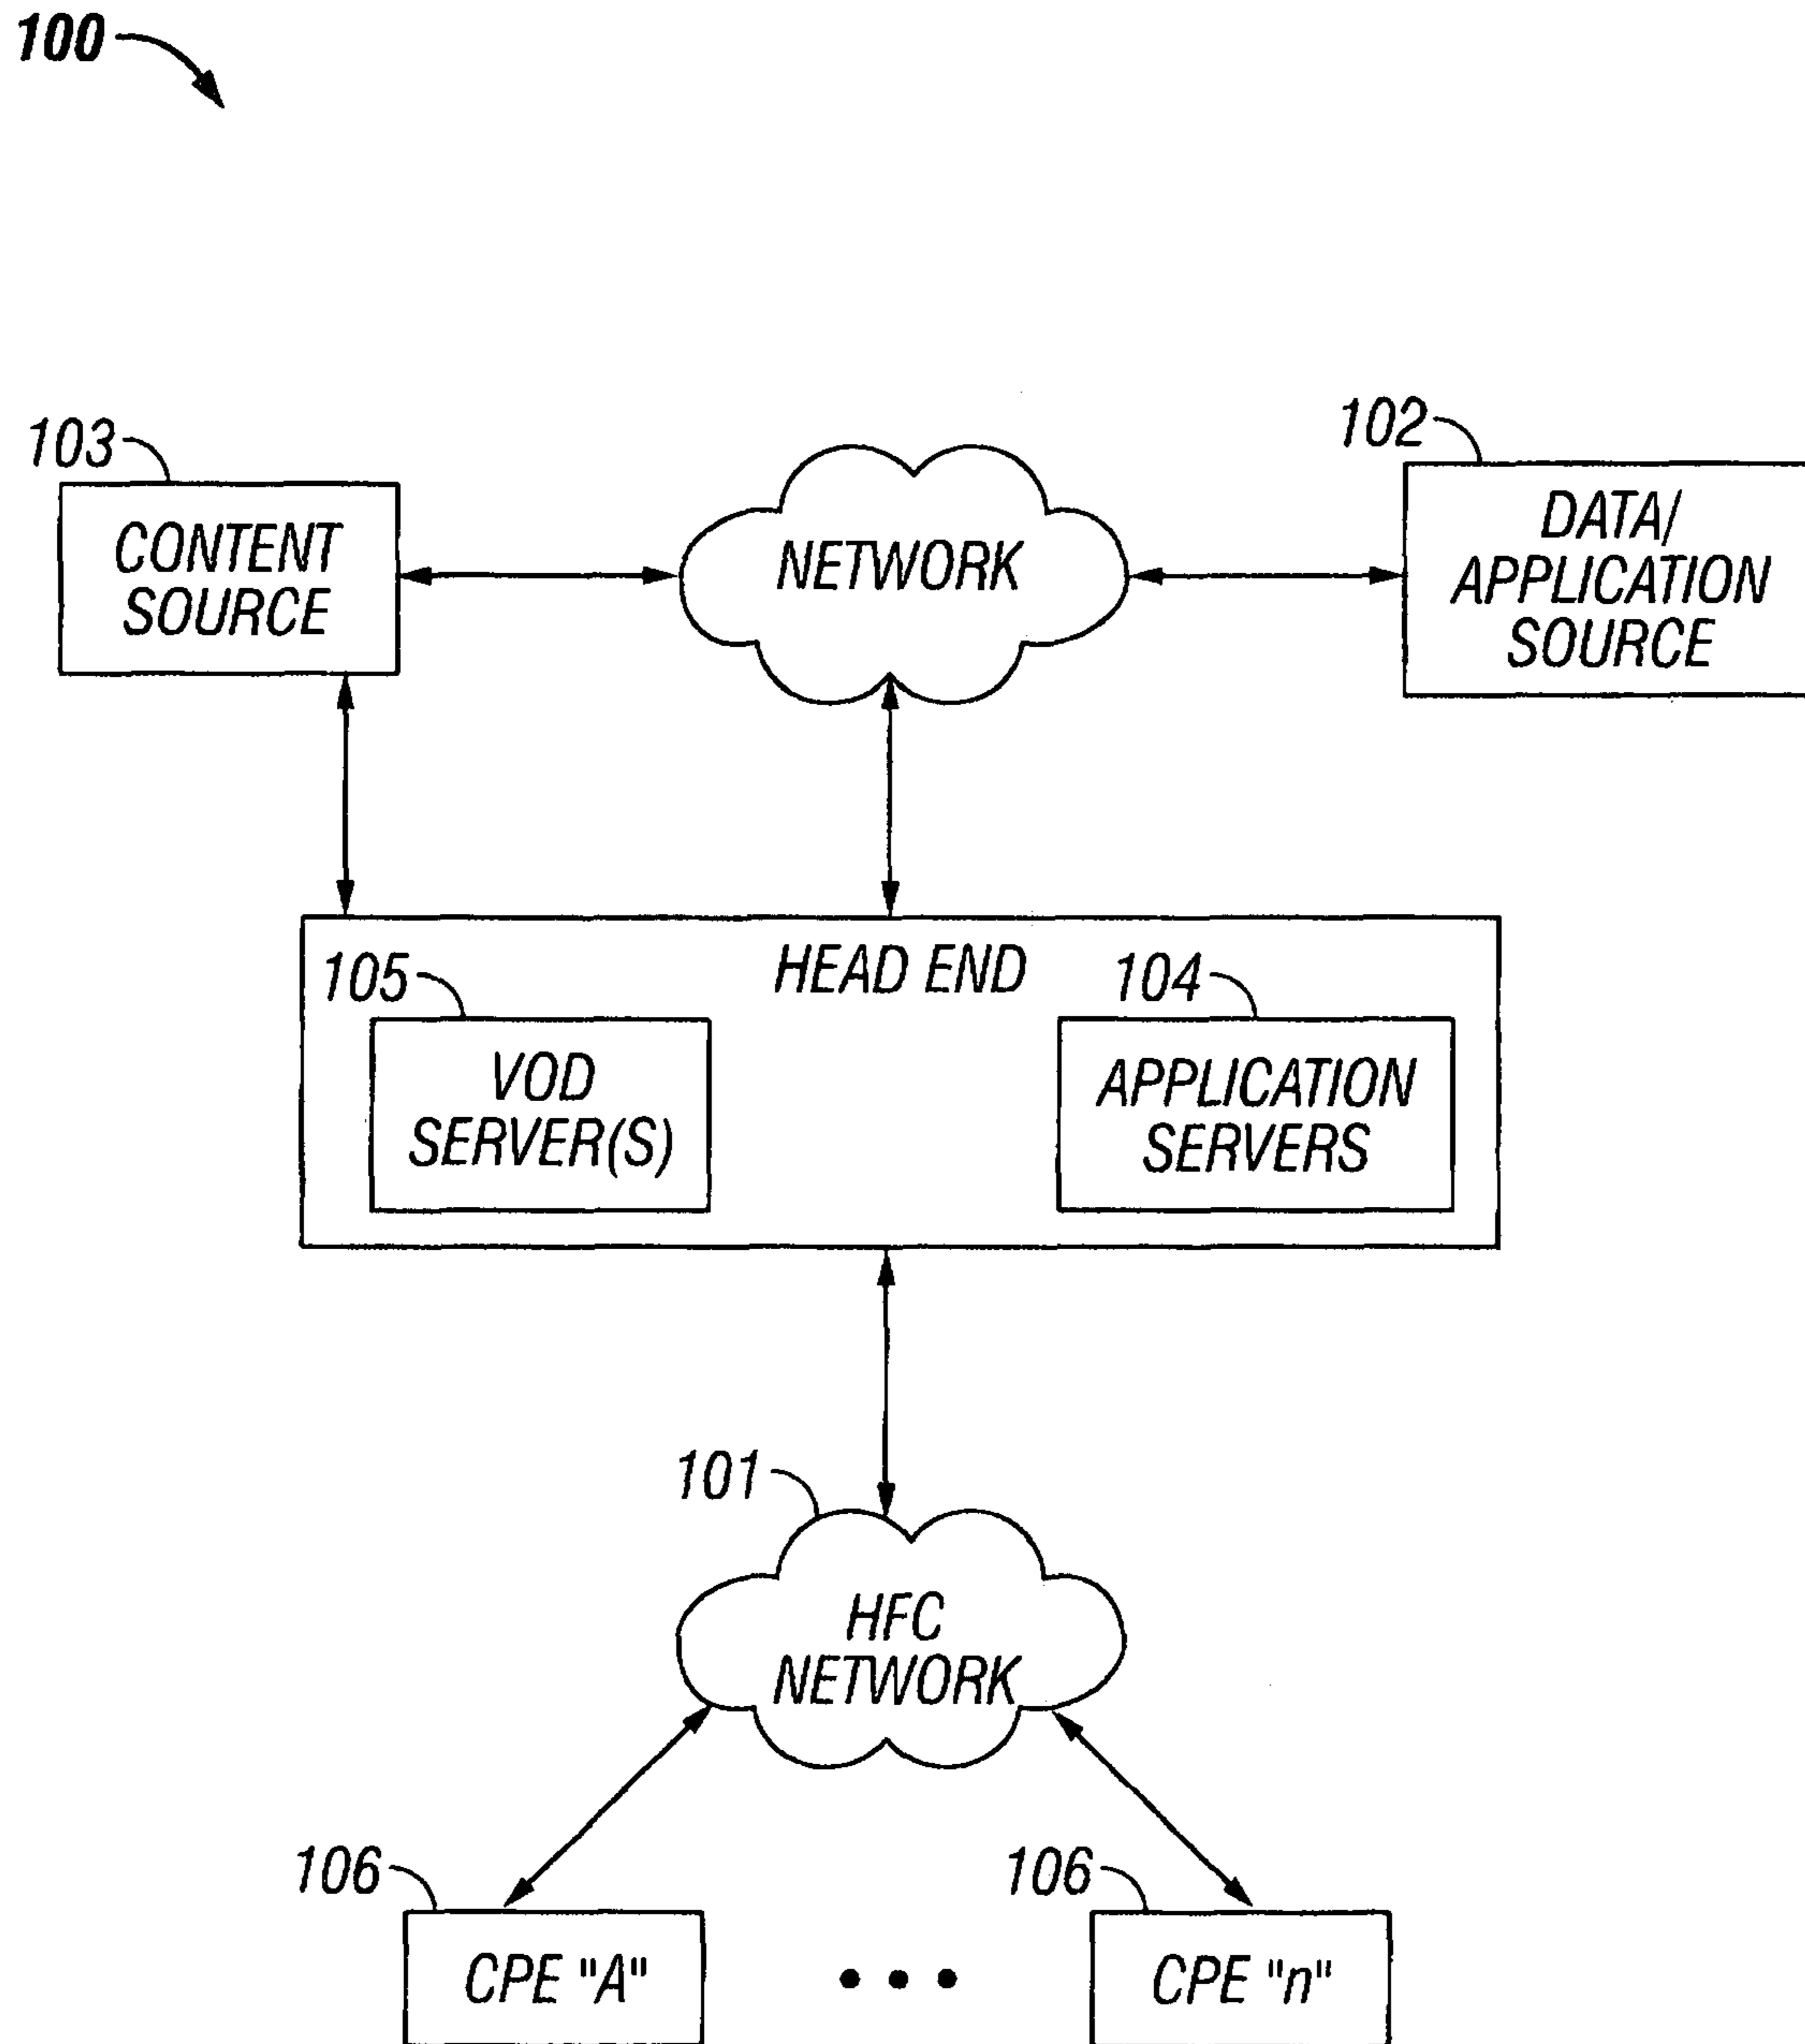 100
103
CONTENT
SOURCE
NETWORK
102
DATA/
APPLICATION
SOURCE
HEAD END
105
VOD
SERVER(S)
104
APPLICATION
SERVERS
101
HFC
NETWORK
106
CPE "A"
106
CPE "n"